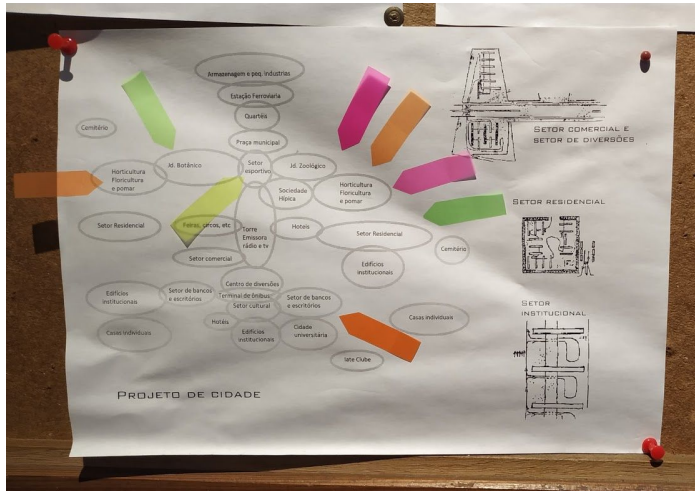 Armazenagem e peq. industrias
Estação Ferroviaria
Quartéis
Cemitério
Praça municipal
Setor
esportivo
Jd. Botânico
Jd. Zoológico
Horticultura
Floricultura
e pomar
Sociedade
Hípica
Horticultura
Floricultura
e pomar
Setor Residencial
Feiras, circos, etc
Torre
Emissora
rádio e tv
Hoteis
Setor Residencial
Cemitério
Setor comercial
Edifícios
institucionais
Centro de diversões
Edifícios
institucionais
Setor de bancos
e escritórios
Terminal de ônibus
Setor cultural
Setor de bancos
e escritórios
Casas individuais
Hotéis
Edifícios
institucionais
Cidade
universitária
Casas individuais
Iate Clube
PROJETO DE CIDADE
SETOR COMERCIAL E
SETOR DE DIVERSÕES
SETOR RESIDENCIAL
SETOR
INSTITUCIONAL